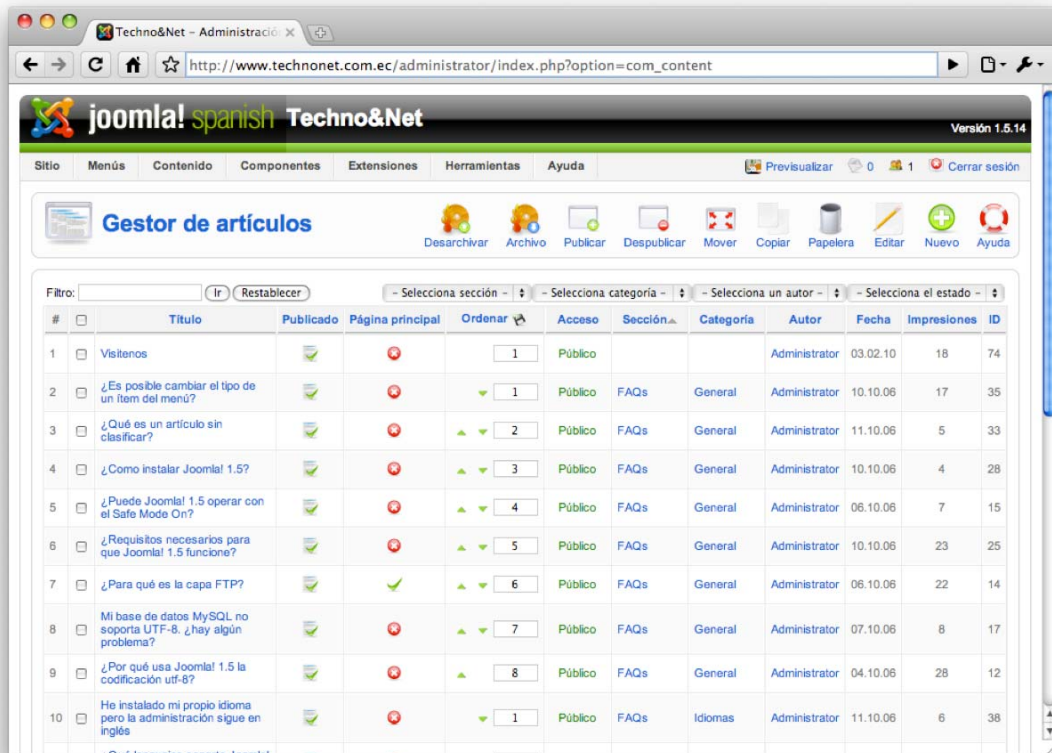 Techno&Net – Administració
http://www.technonet.com.ec/administrator/index.php?option=com_content
joomla! spanish Techno&Net
Versión 1.5.14
Sitio Menús Contenido Componentes Extensiones Herramientas Ayuda Previsualizar 0 1 Cerrar sesión
Gestor de artículos
Desarchivar Archivo Publicar Despublicar Mover Copiar Papelera Editar Nuevo Ayuda
Filtro: Ir Restablecer - Selecciona sección - - Selecciona categoría - - Selecciona un autor - - Selecciona el estado -
# Título Publicado Página principal Ordenar Acceso Sección Categoría Autor Fecha Impresiones ID
1 Visitenos 1 Público Administrator 03.02.10 18 74
2 ¿Es posible cambiar el tipo de
un ítem del menú? 1 Público FAQs General Administrator 10.10.06 17 35
3 ¿Qué es un artículo sin
clasificar? 2 Público FAQs General Administrator 11.10.06 5 33
4 ¿Como instalar Joomla! 1.5? 3 Público FAQs General Administrator 10.10.06 4 28
5 ¿Puede Joomla! 1.5 operar con
el Safe Mode On? 4 Público FAQs General Administrator 06.10.06 7 15
6 ¿Requisitos necesarios para
que Joomla! 1.5 funcione? 5 Público FAQs General Administrator 10.10.06 23 25
7 ¿Para qué es la capa FTP? 6 Público FAQs General Administrator 06.10.06 22 14
8 Mi base de datos MySQL no
soporta UTF-8. ¿hay algún
problema? 7 Público FAQs General Administrator 07.10.06 8 17
9 ¿Por qué usa Joomla! 1.5 la
codificación utf-8? 8 Público FAQs General Administrator 04.10.06 28 12
10 He instalado mi propio idioma
pero la administración sigue en
inglés 1 Público FAQs Idiomas Administrator 11.10.06 6 38